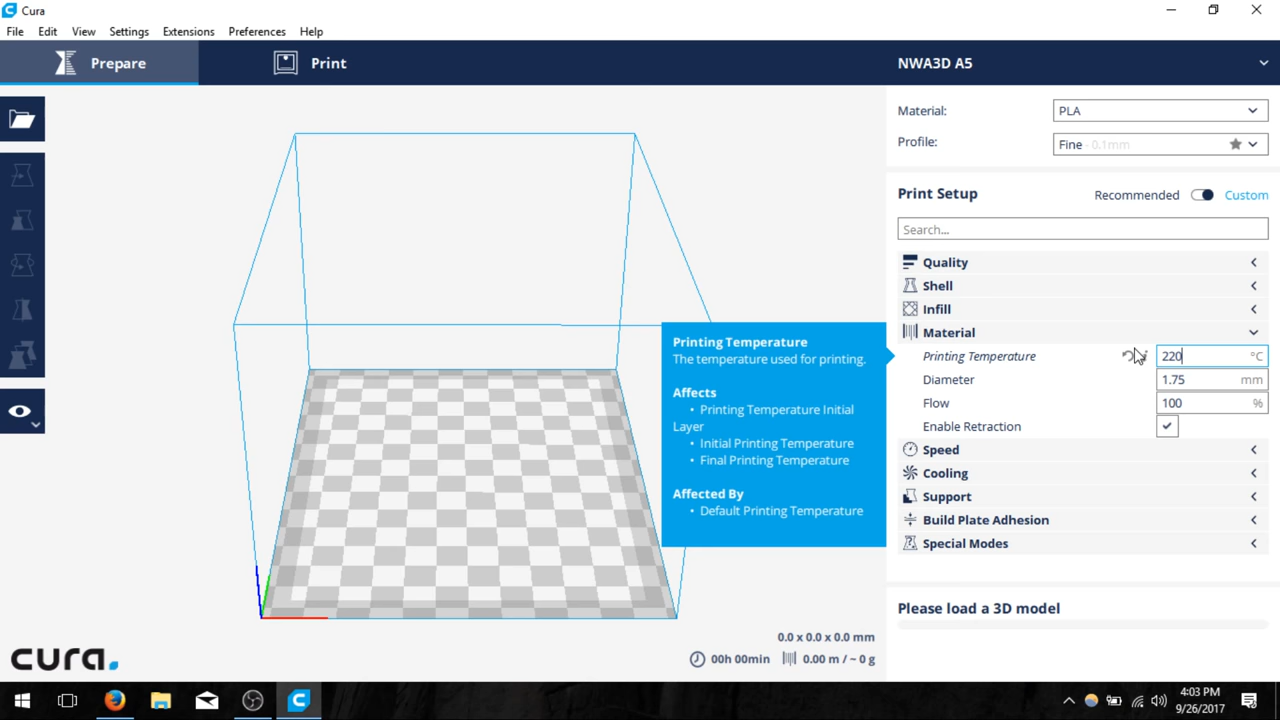 Cura
File Edit View Settings Extensions Preferences Help
Prepare
Print
NWA3D A5
Material:
PLA
Profile:
Fine - 0.1mm
Print Setup
Recommended
Custom
Search...
Quality
Shell
Infill
Material
Printing Temperature
220
°C
Diameter
1.75
mm
Flow
100
%
Enable Retraction
Speed
Cooling
Support
Build Plate Adhesion
Special Modes
Printing Temperature
The temperature used for printing.
Affects
• Printing Temperature Initial
Layer
• Initial Printing Temperature
• Final Printing Temperature
Affected By
• Default Printing Temperature
Please load a 3D model
0.0 x 0.0 x 0.0 mm
00h 00min
0.00 m / ~ 0 g
cura.
4:03 PM
9/26/2017